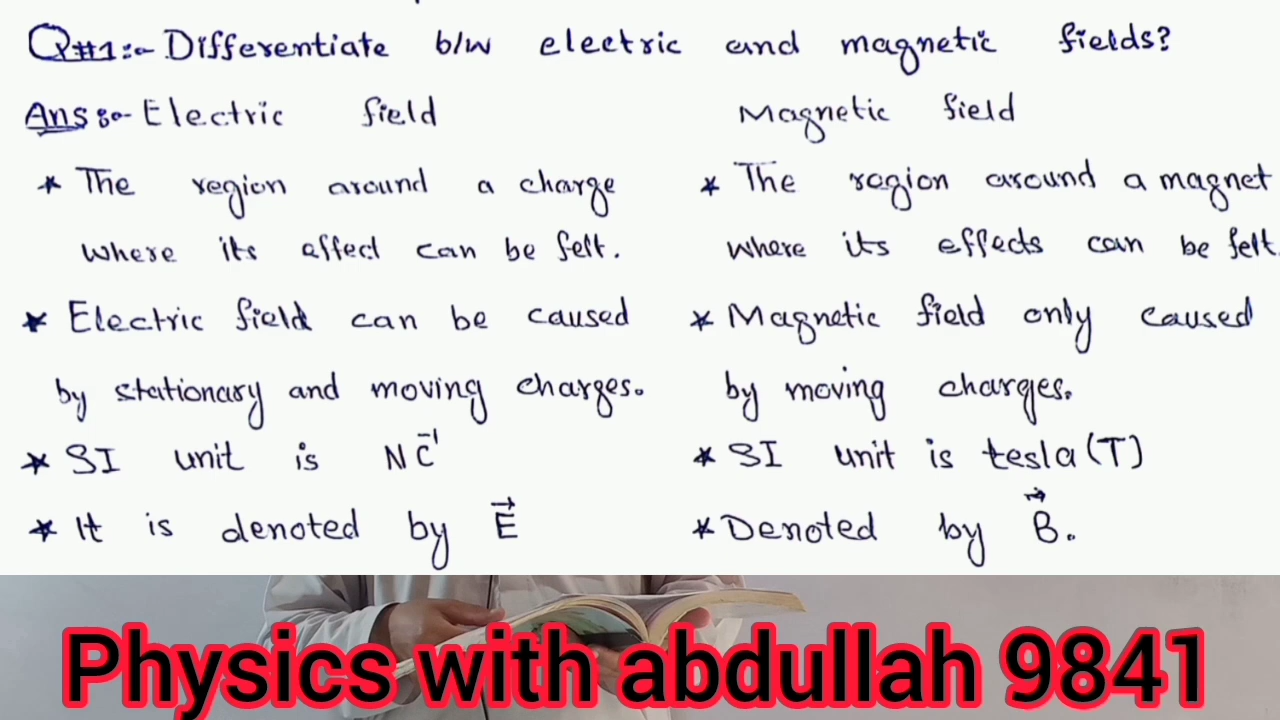 Q#1:- Differentiate b/w electric and magnetic fields?
Ans:- Electric field Magnetic field
* The region around a charge * The region around a magnet
where its affect can be felt. where its effects can be felt.
* Electric field can be caused * Magnetic field only caused
by stationary and moving charges. by moving charges.
* SI unit is NC⁻¹ * SI unit is tesla(T)
* It is denoted by E⃗ * Denoted by B⃗.
Physics with abdullah 9841